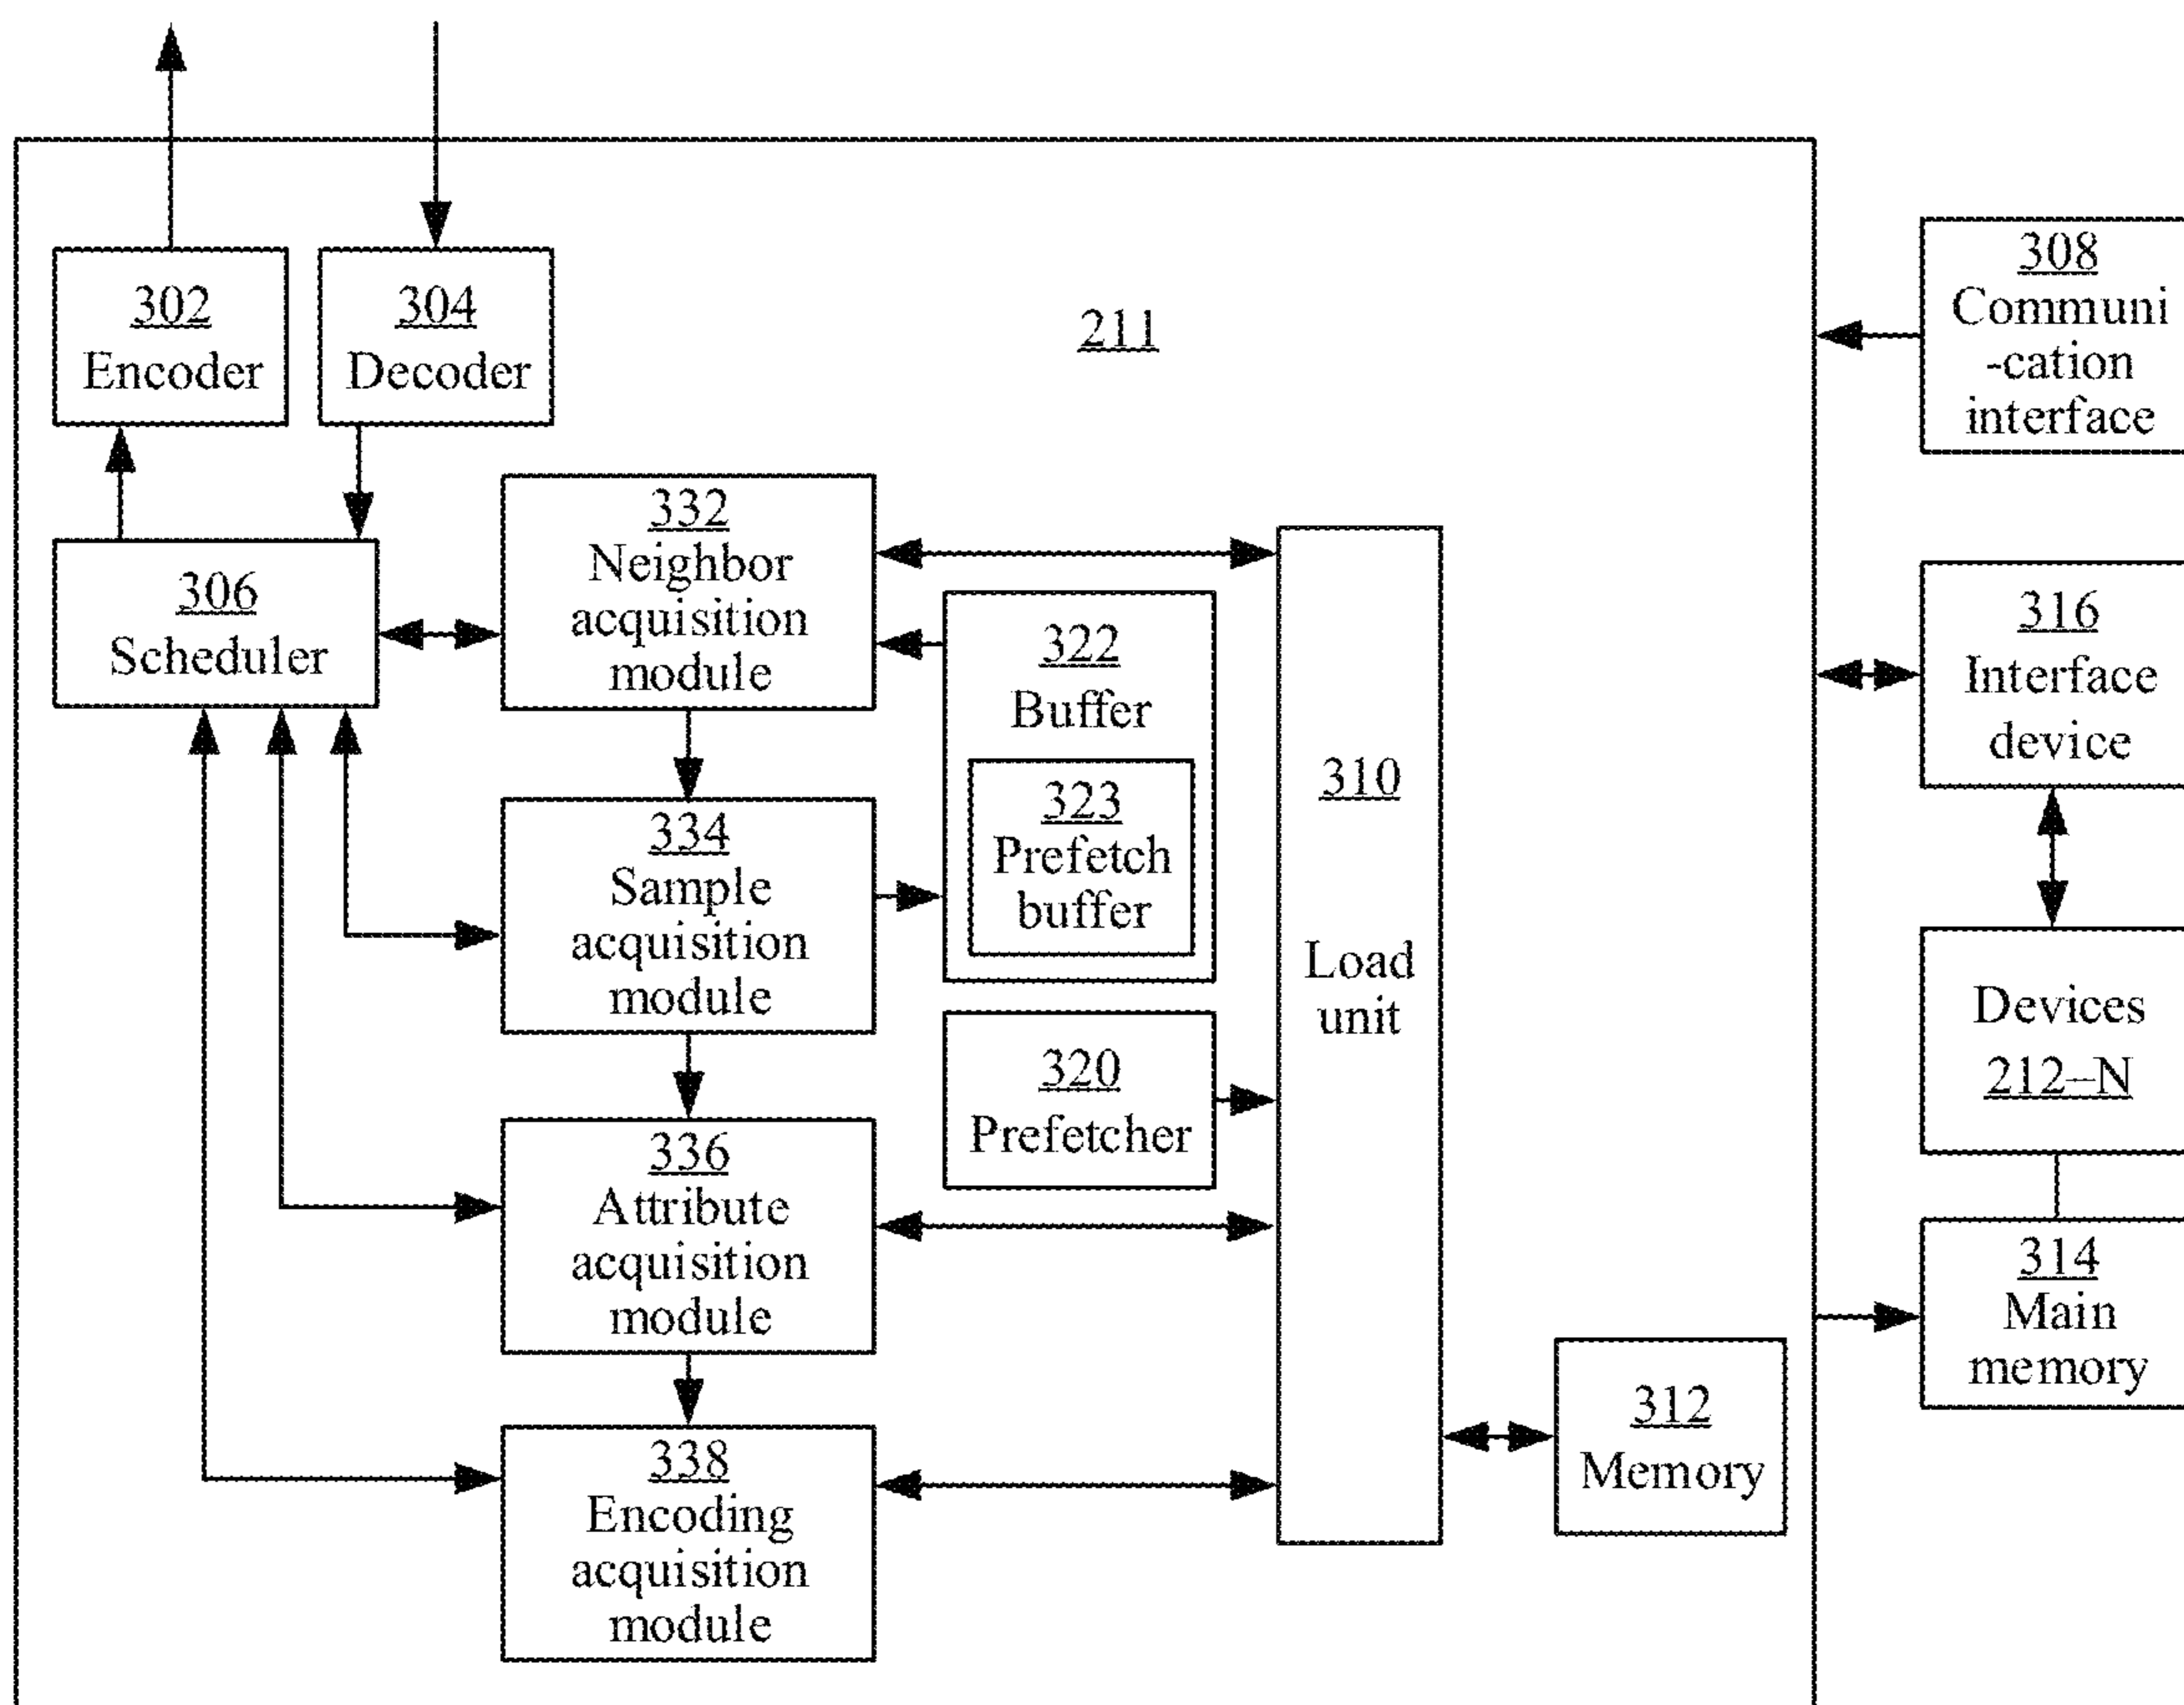 302
Encoder
304
Decoder
211
308
Communi
-cation
interface
306
Scheduler
332
Neighbor
acquisition
module
322
Buffer
323
Prefetch
buffer
310
Load
unit
316
Interface
device
334
Sample
acquisition
module
320
Prefetcher
Devices
212–N
336
Attribute
acquisition
module
314
Main
memory
312
Memory
338
Encoding
acquisition
module